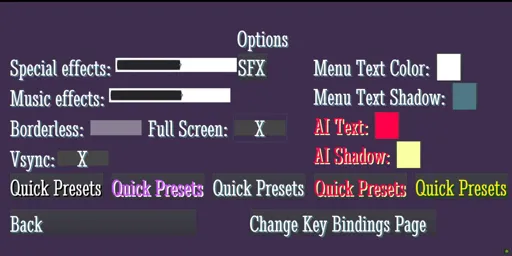 Options
Special effects: SFX Menu Text Color:
Music effects: Menu Text Shadow:
Borderless: Full Screen: X AI Text:
Vsync: X AI Shadow:
Quick Presets Quick Presets Quick Presets Quick Presets Quick Presets
Back Change Key Bindings Page